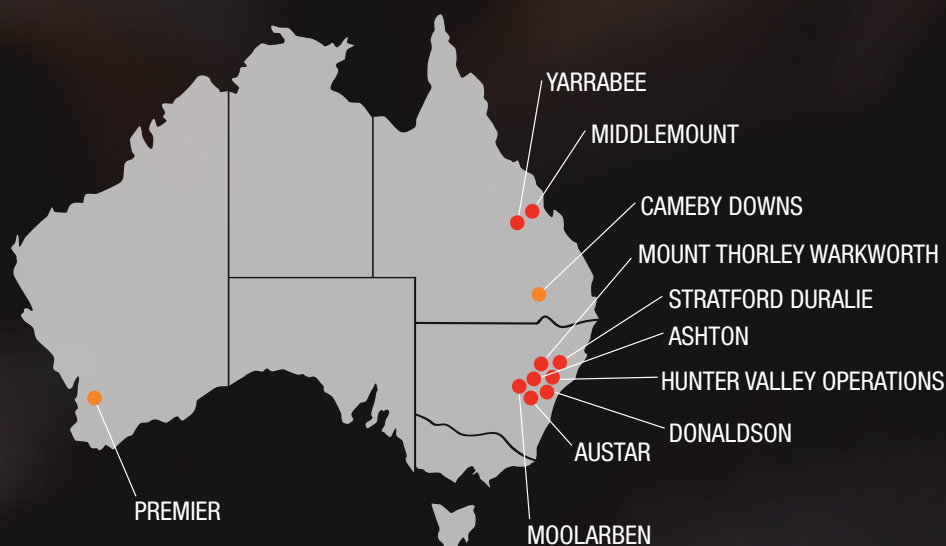 YARRABEE
MIDDLEMOUNT
CAMEBY DOWNS
MOUNT THORLEY WARKWORTH
STRATFORD DURALIE
ASHTON
HUNTER VALLEY OPERATIONS
DONALDSON
AUSTAR
PREMIER
MOOLARBEN